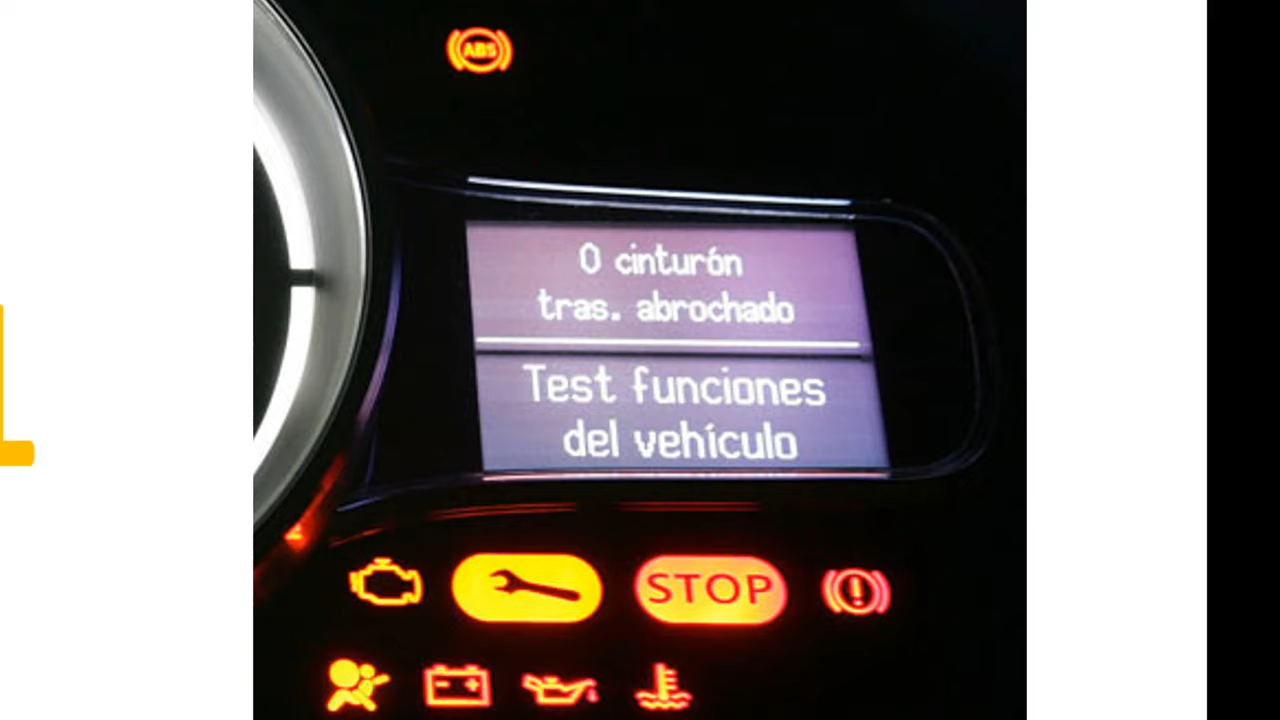 ABS
0 cinturón
tras. abrochado
Test funciones
del vehículo
STOP